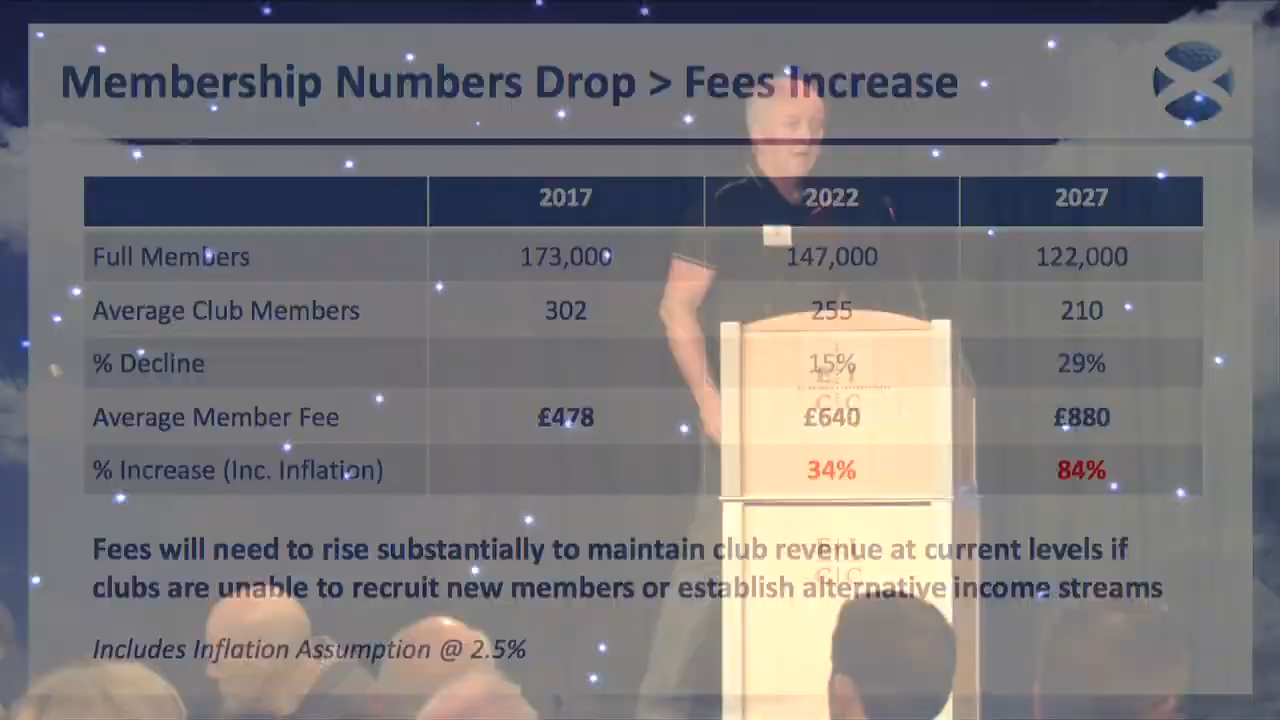 Membership Numbers Drop > Fees Increase
2017 2022 2027
Full Members 173,000 147,000 122,000
Average Club Members 302 255 210
% Decline 15% 29%
Average Member Fee £478 £640 £880
% Increase (Inc. Inflation) 34% 84%
Fees will need to rise substantially to maintain club revenue at current levels if
clubs are unable to recruit new members or establish alternative income streams
Includes Inflation Assumption @ 2.5%